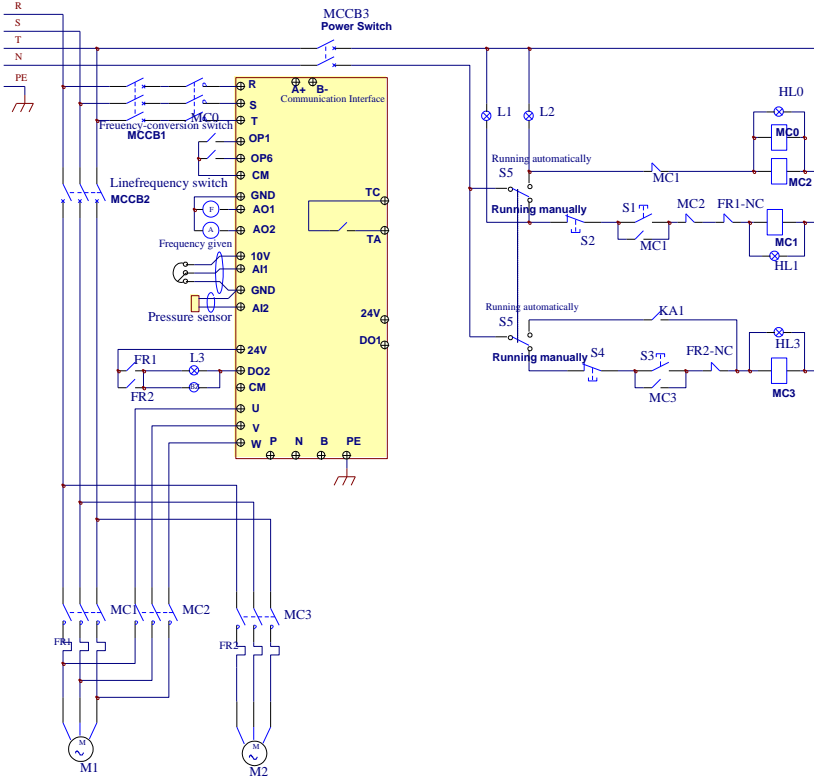 R
S
T
N
PE
MCCB3
Power Switch
A+ B-
Communication Interface
R
S
T
MC0
Freuency-conversion switch
MCCB1
OP1
OP6
CM
Linefrequency switch
MCCB2
GND
F
AO1
A
AO2
Frequency given
10V
AI1
GND
AI2
Pressure sensor
TC
TA
24V
DO1
24V
FR1
L3
DO2
CM
FR2
U
V
W
P N B PE
L1
L2
HL0
MC0
MC2
Running automatically
S5
MC1
Running manually
S2
S1
MC1
MC2
FR1-NC
MC1
HL1
Running automatically
S5
KA1
Running manually
S4
S3
MC3
FR2-NC
HL3
MC3
MC1
MC2
MC3
FR1
FR2
M
M1
M
M2